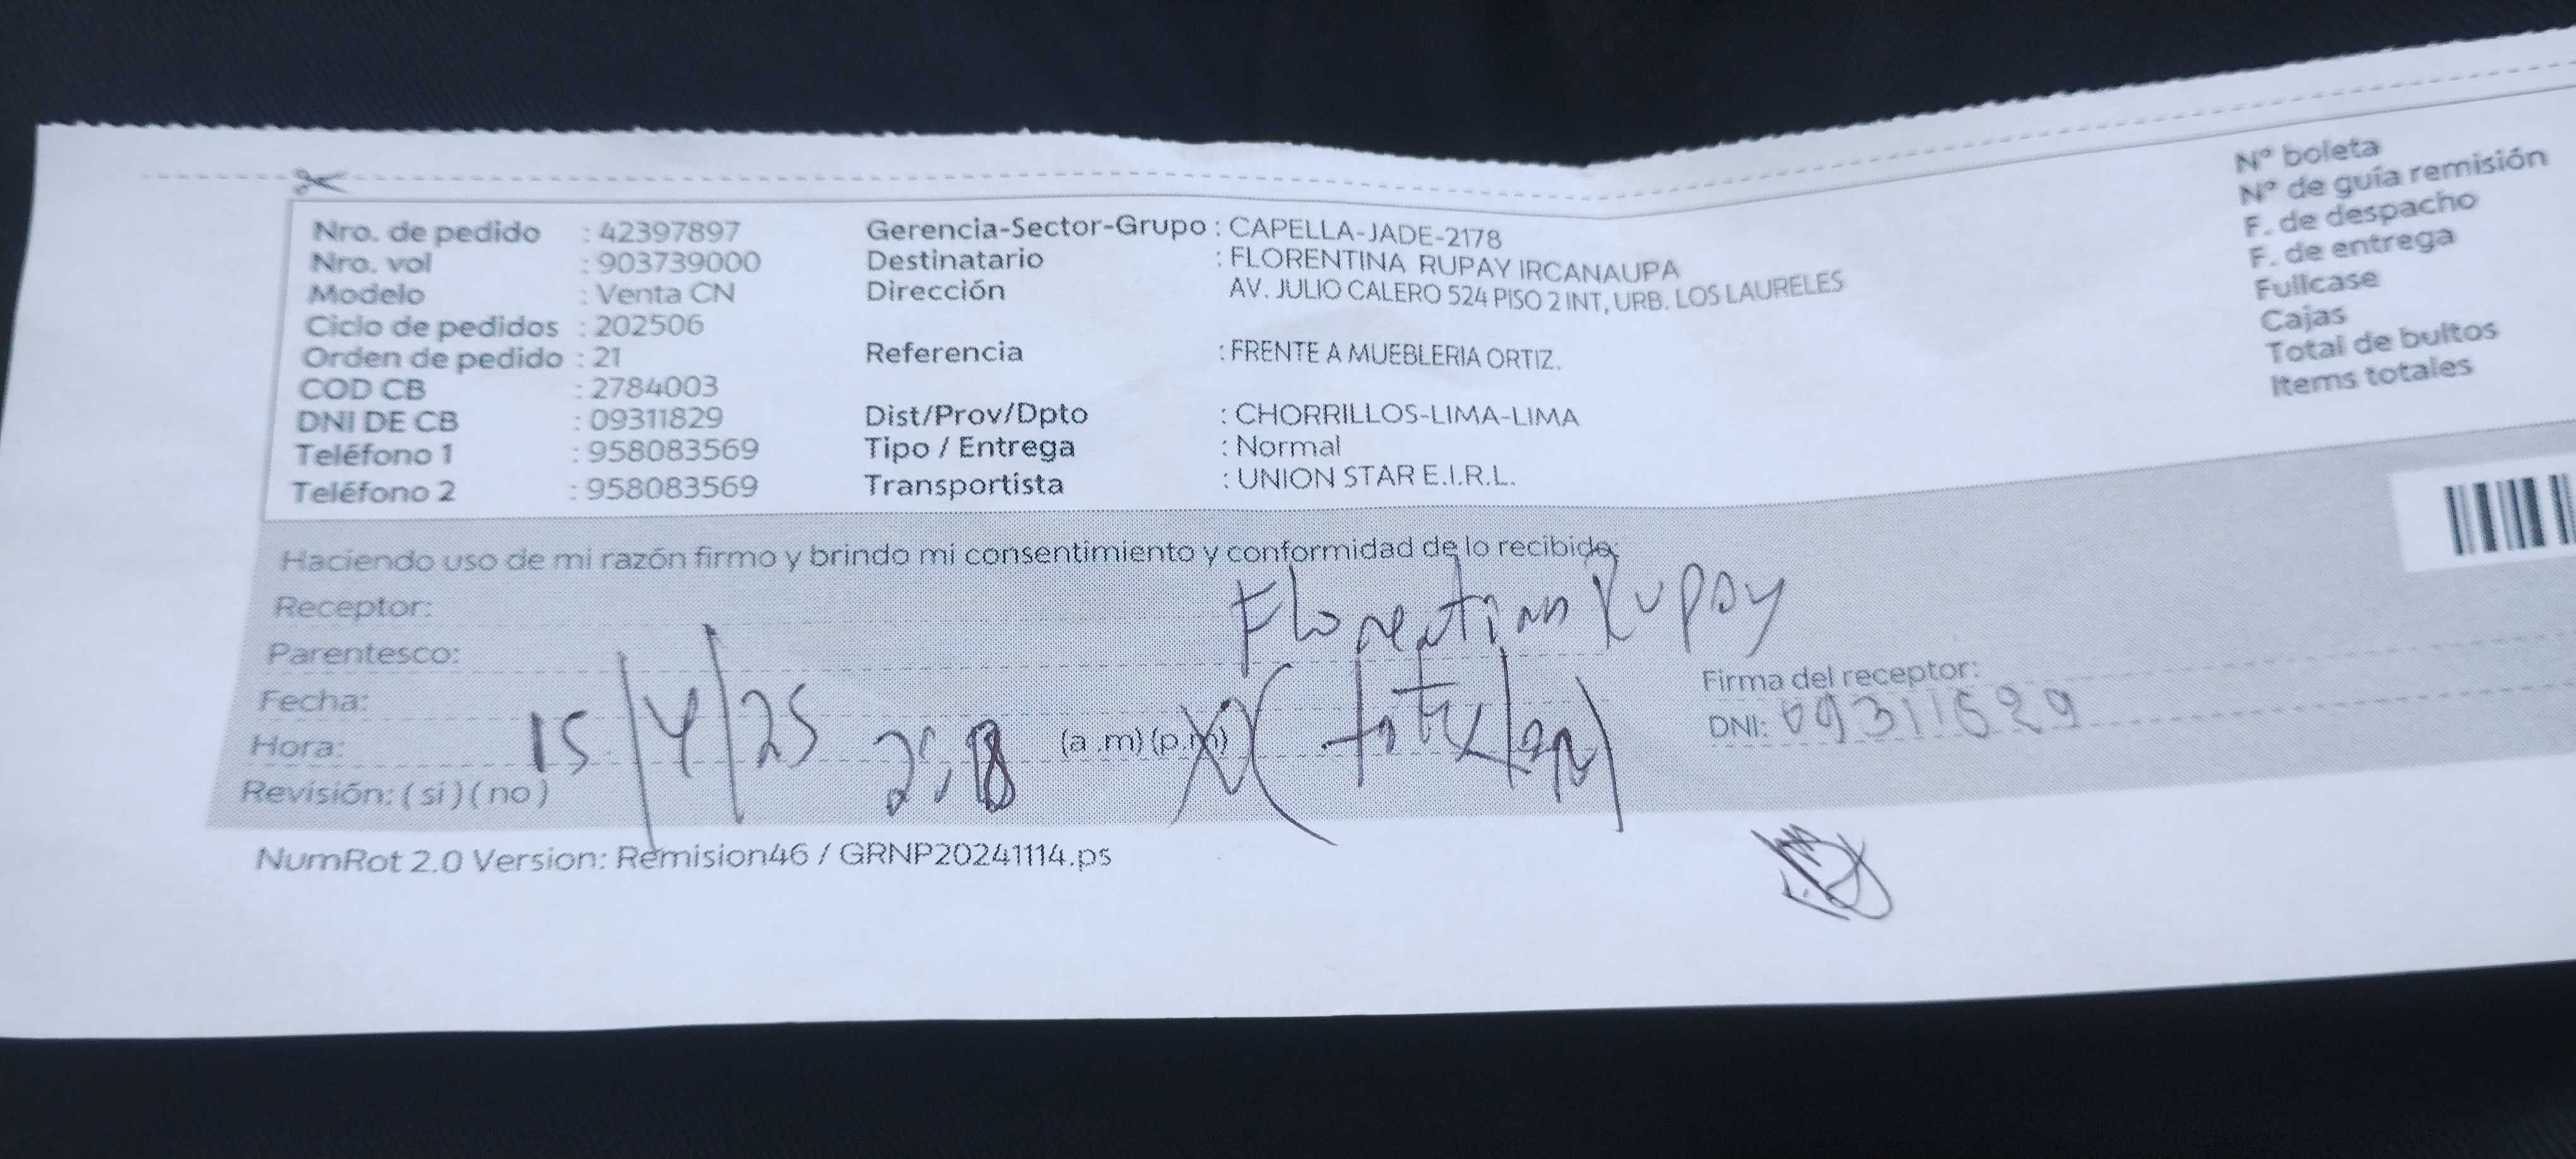 Nro. de pedido : 42397897
Nro. vol : 903739000
Modelo : Venta CN
Ciclo de pedidos : 202506
Orden de pedido : 21
COD CB : 2784003
DNI DE CB : 09311829
Teléfono 1 : 958083569
Teléfono 2 : 958083569
Gerencia-Sector-Grupo : CAPELLA-JADE-2178
Destinatario : FLORENTINA RUPAY IRCANAUPA
Dirección AV. JULIO CALERO 524 PISO 2 INT, URB. LOS LAURELES
Referencia : FRENTE A MUEBLERIA ORTIZ.
Dist/Prov/Dpto : CHORRILLOS-LIMA-LIMA
Tipo / Entrega : Normal
Transportista : UNION STAR E.I.R.L.
Nº boleta
Nº de guía remisión
F. de despacho
F. de entrega
Fullcase
Cajas
Total de bultos
Items totales
Haciendo uso de mi razón firmo y brindo mi consentimiento y conformidad de lo recibido:
Receptor: Rupay
Parentesco:
Fecha: 15/4/25
Hora: (a.m) (p.m)
Revisión: ( si ) ( no )
Firma del receptor:
DNI:
NumRot 2.0 Version: Remision46 / GRNP20241114.ps